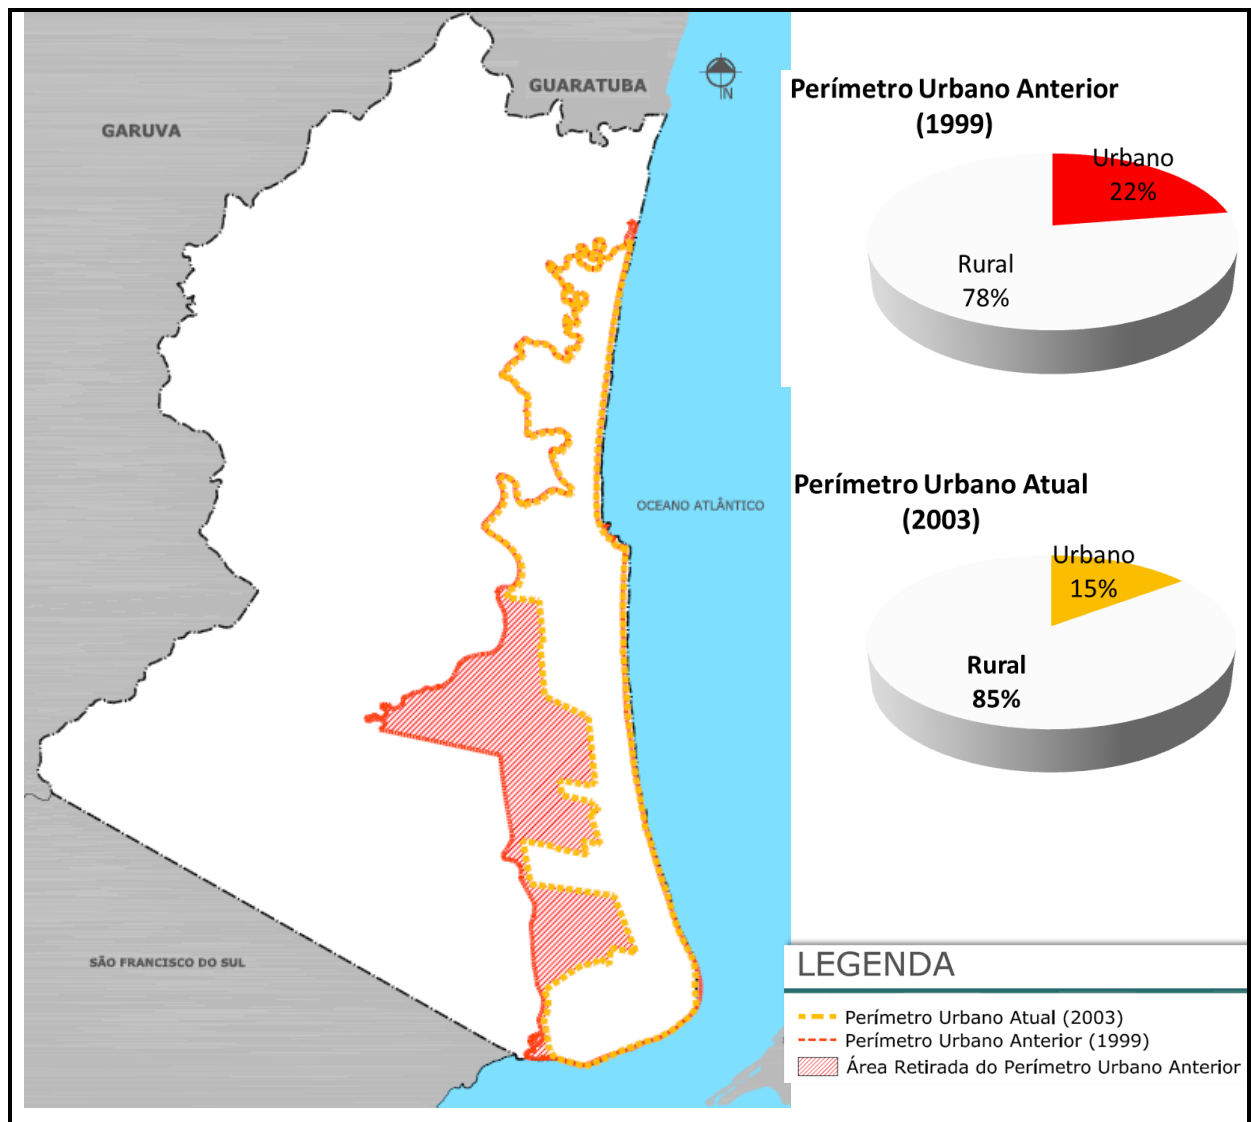 GUARATUBA
GARUVA
N
OCEANO ATLÂNTICO
SÃO FRANCISCO DO SUL
Perímetro Urbano Anterior
(1999)
Urbano
22%
Rural
78%
Perímetro Urbano Atual
(2003)
Urbano
15%
Rural
85%
LEGENDA
Perímetro Urbano Atual (2003)
Perímetro Urbano Anterior (1999)
Área Retirada do Perímetro Urbano Anterior